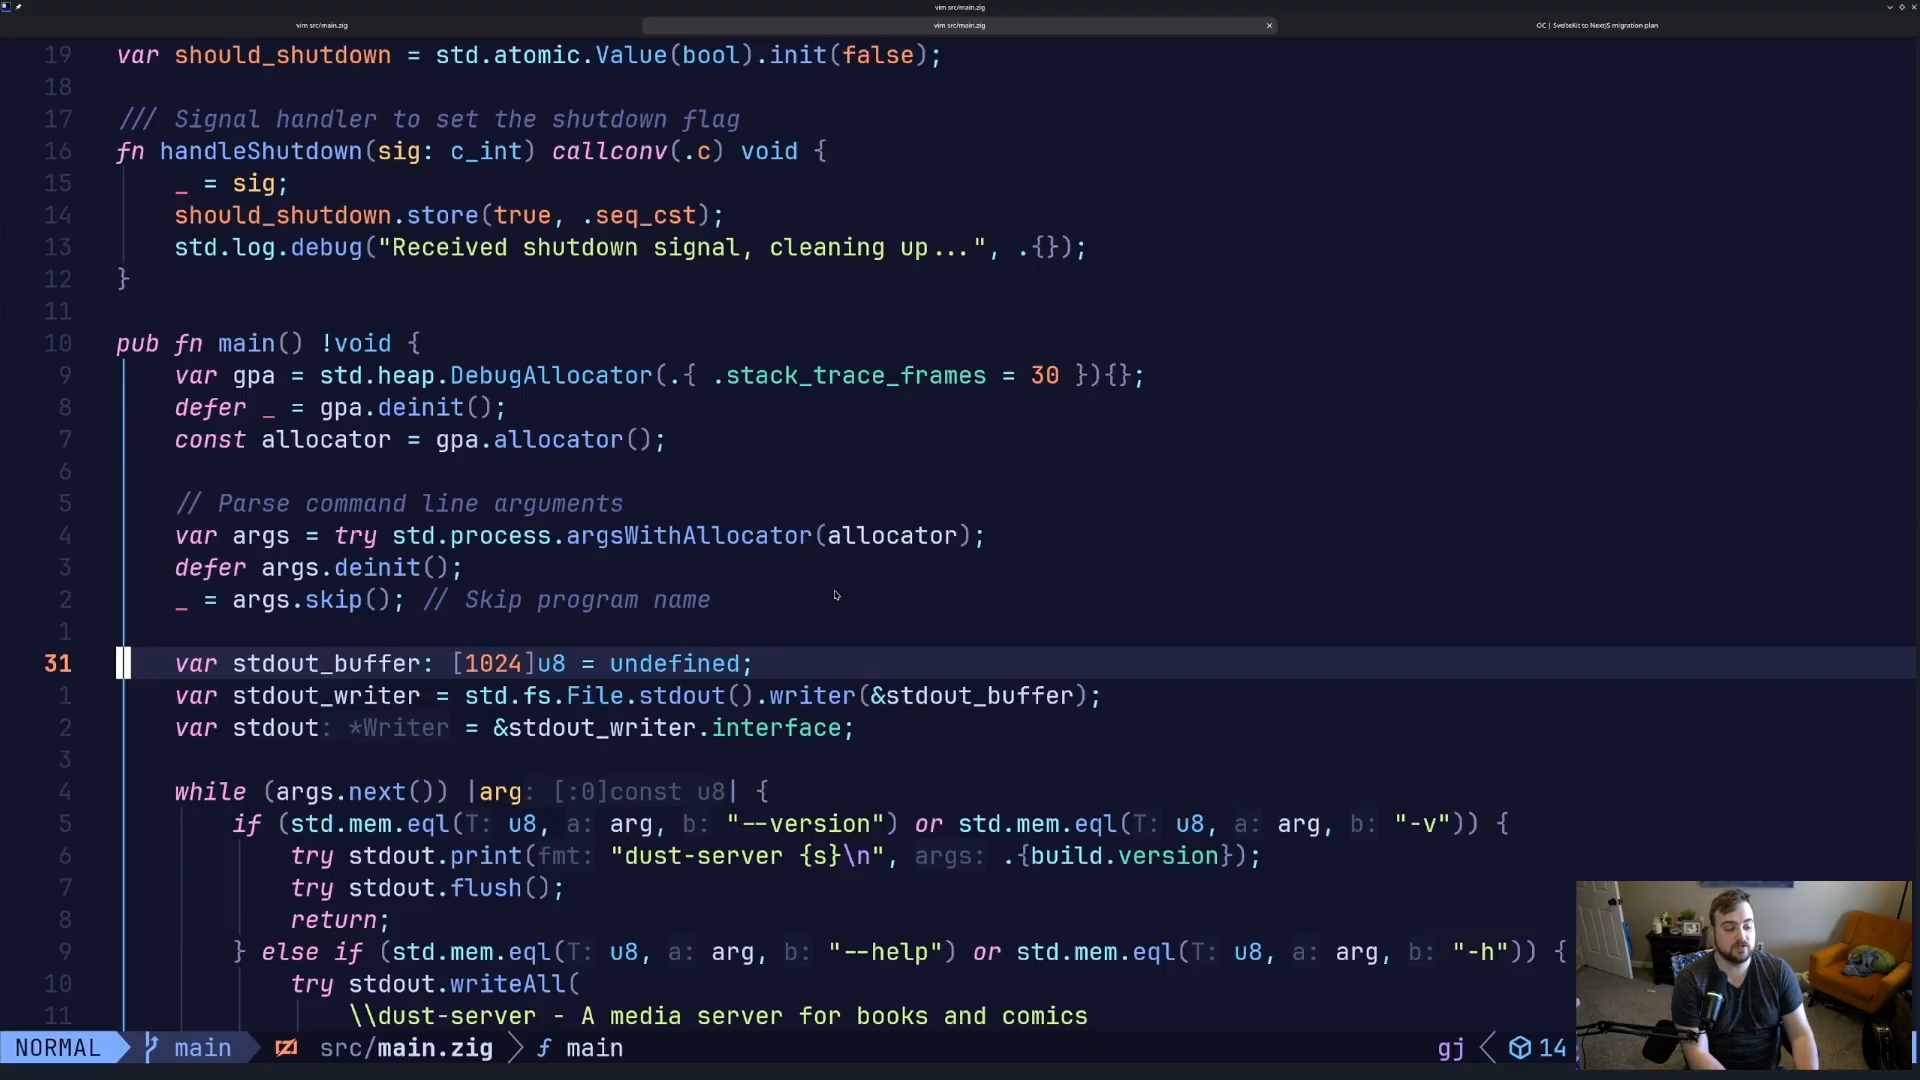 vim src/main.zig
vim src/main.zig
vim src/main.zig
OC | SvelteKit to NextJS migration plan
19 var should_shutdown = std.atomic.Value(bool).init(false);
18
17 /// Signal handler to set the shutdown flag
16 fn handleShutdown(sig: c_int) callconv(.c) void {
15 _ = sig;
14 should_shutdown.store(true, .seq_cst);
13 std.log.debug("Received shutdown signal, cleaning up...", .{});
12 }
11
10 pub fn main() !void {
9 var gpa = std.heap.DebugAllocator(.{ .stack_trace_frames = 30 }){};
8 defer _ = gpa.deinit();
7 const allocator = gpa.allocator();
6
5 // Parse command line arguments
4 var args = try std.process.argsWithAllocator(allocator);
3 defer args.deinit();
2 _ = args.skip(); // Skip program name
1
31 var stdout_buffer: [1024]u8 = undefined;
1 var stdout_writer = std.fs.File.stdout().writer(&stdout_buffer);
2 var stdout: *Writer = &stdout_writer.interface;
3
4 while (args.next()) |arg: [:0]const u8| {
5 if (std.mem.eql(T: u8, a: arg, b: "--version") or std.mem.eql(T: u8, a: arg, b: "-v")) {
6 try stdout.print(fmt: "dust-server {s}\n", args: .{build.version});
7 try stdout.flush();
8 return;
9 } else if (std.mem.eql(T: u8, a: arg, b: "--help") or std.mem.eql(T: u8, a: arg, b: "-h")) {
10 try stdout.writeAll(
11 \\dust-server - A media server for books and comics
NORMAL main src/main.zig f main gj 14